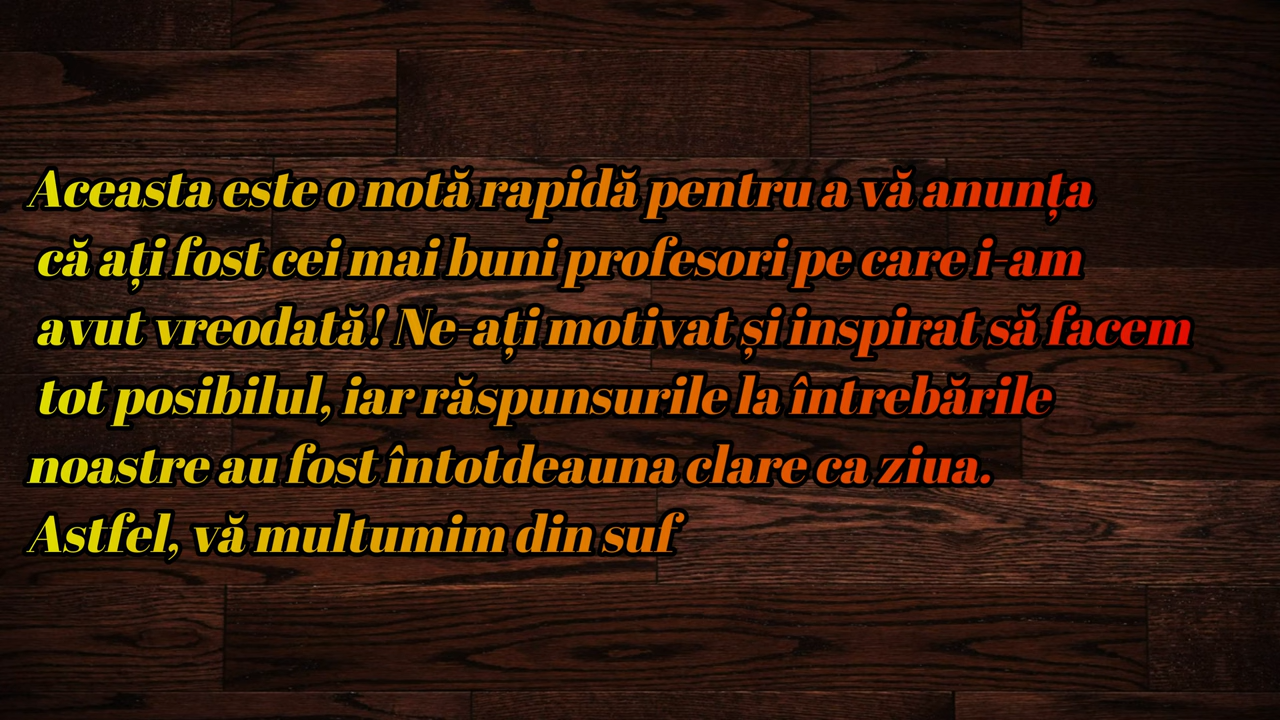 Aceasta este o notă rapidă pentru a vă anunța
că ați fost cei mai buni profesori pe care i-am
avut vreodată! Ne-ați motivat și inspirat să facem
tot posibilul, iar răspunsurile la întrebările
noastre au fost întotdeauna clare ca ziua.
Astfel, vă multumim din suf